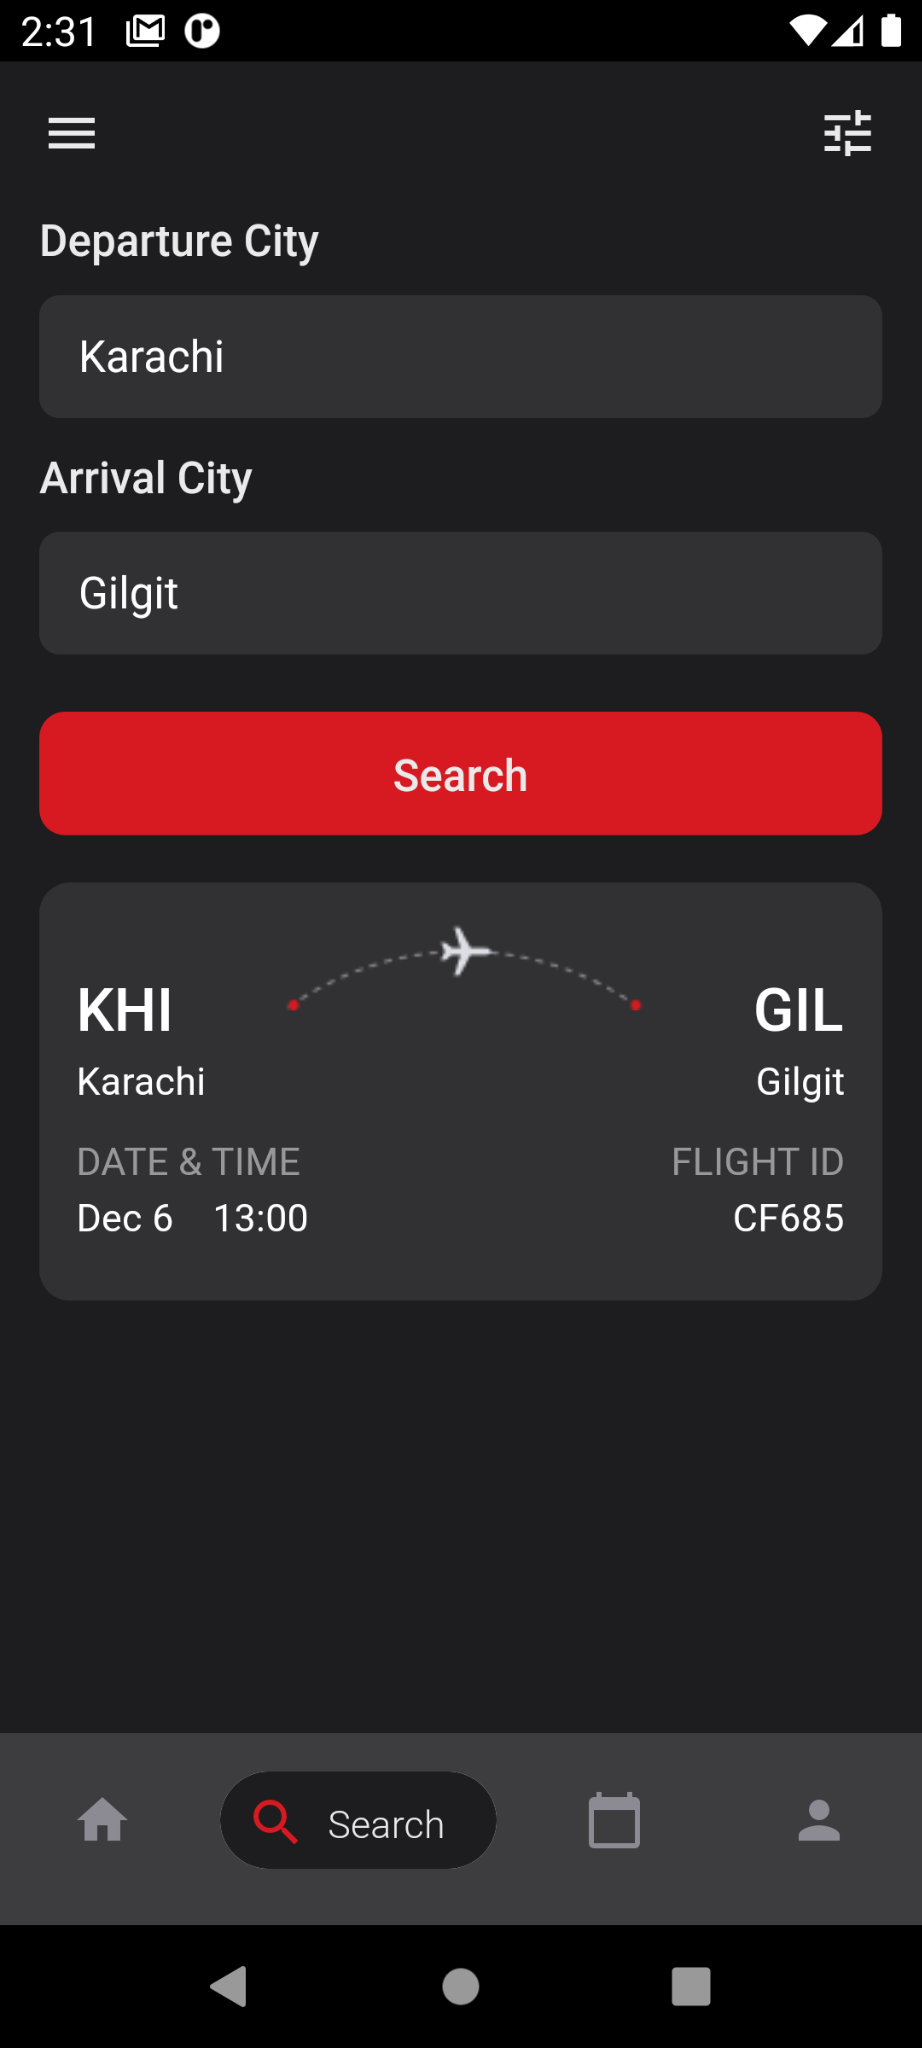 2:31
Departure City
Karachi
Arrival City
Gilgit
Search
KHI GIL
Karachi Gilgit
DATE & TIME FLIGHT ID
Dec 6 13:00 CF685
Search